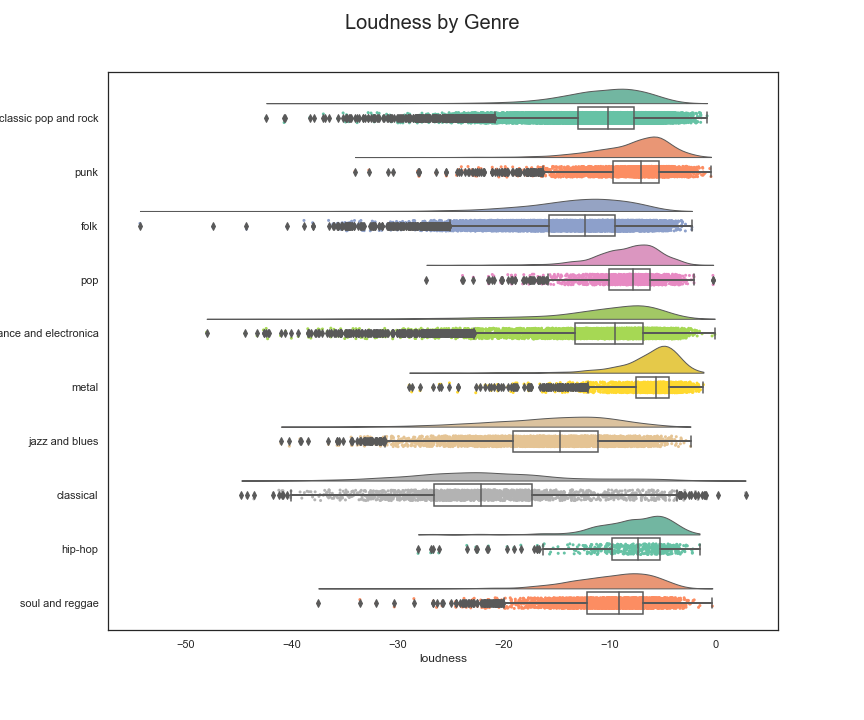 Loudness by Genre
classic pop and rock
punk
folk
pop
ance and electronica
metal
jazz and blues
classical
hip-hop
soul and reggae
−50 −40 −30 −20 −10 0
loudness